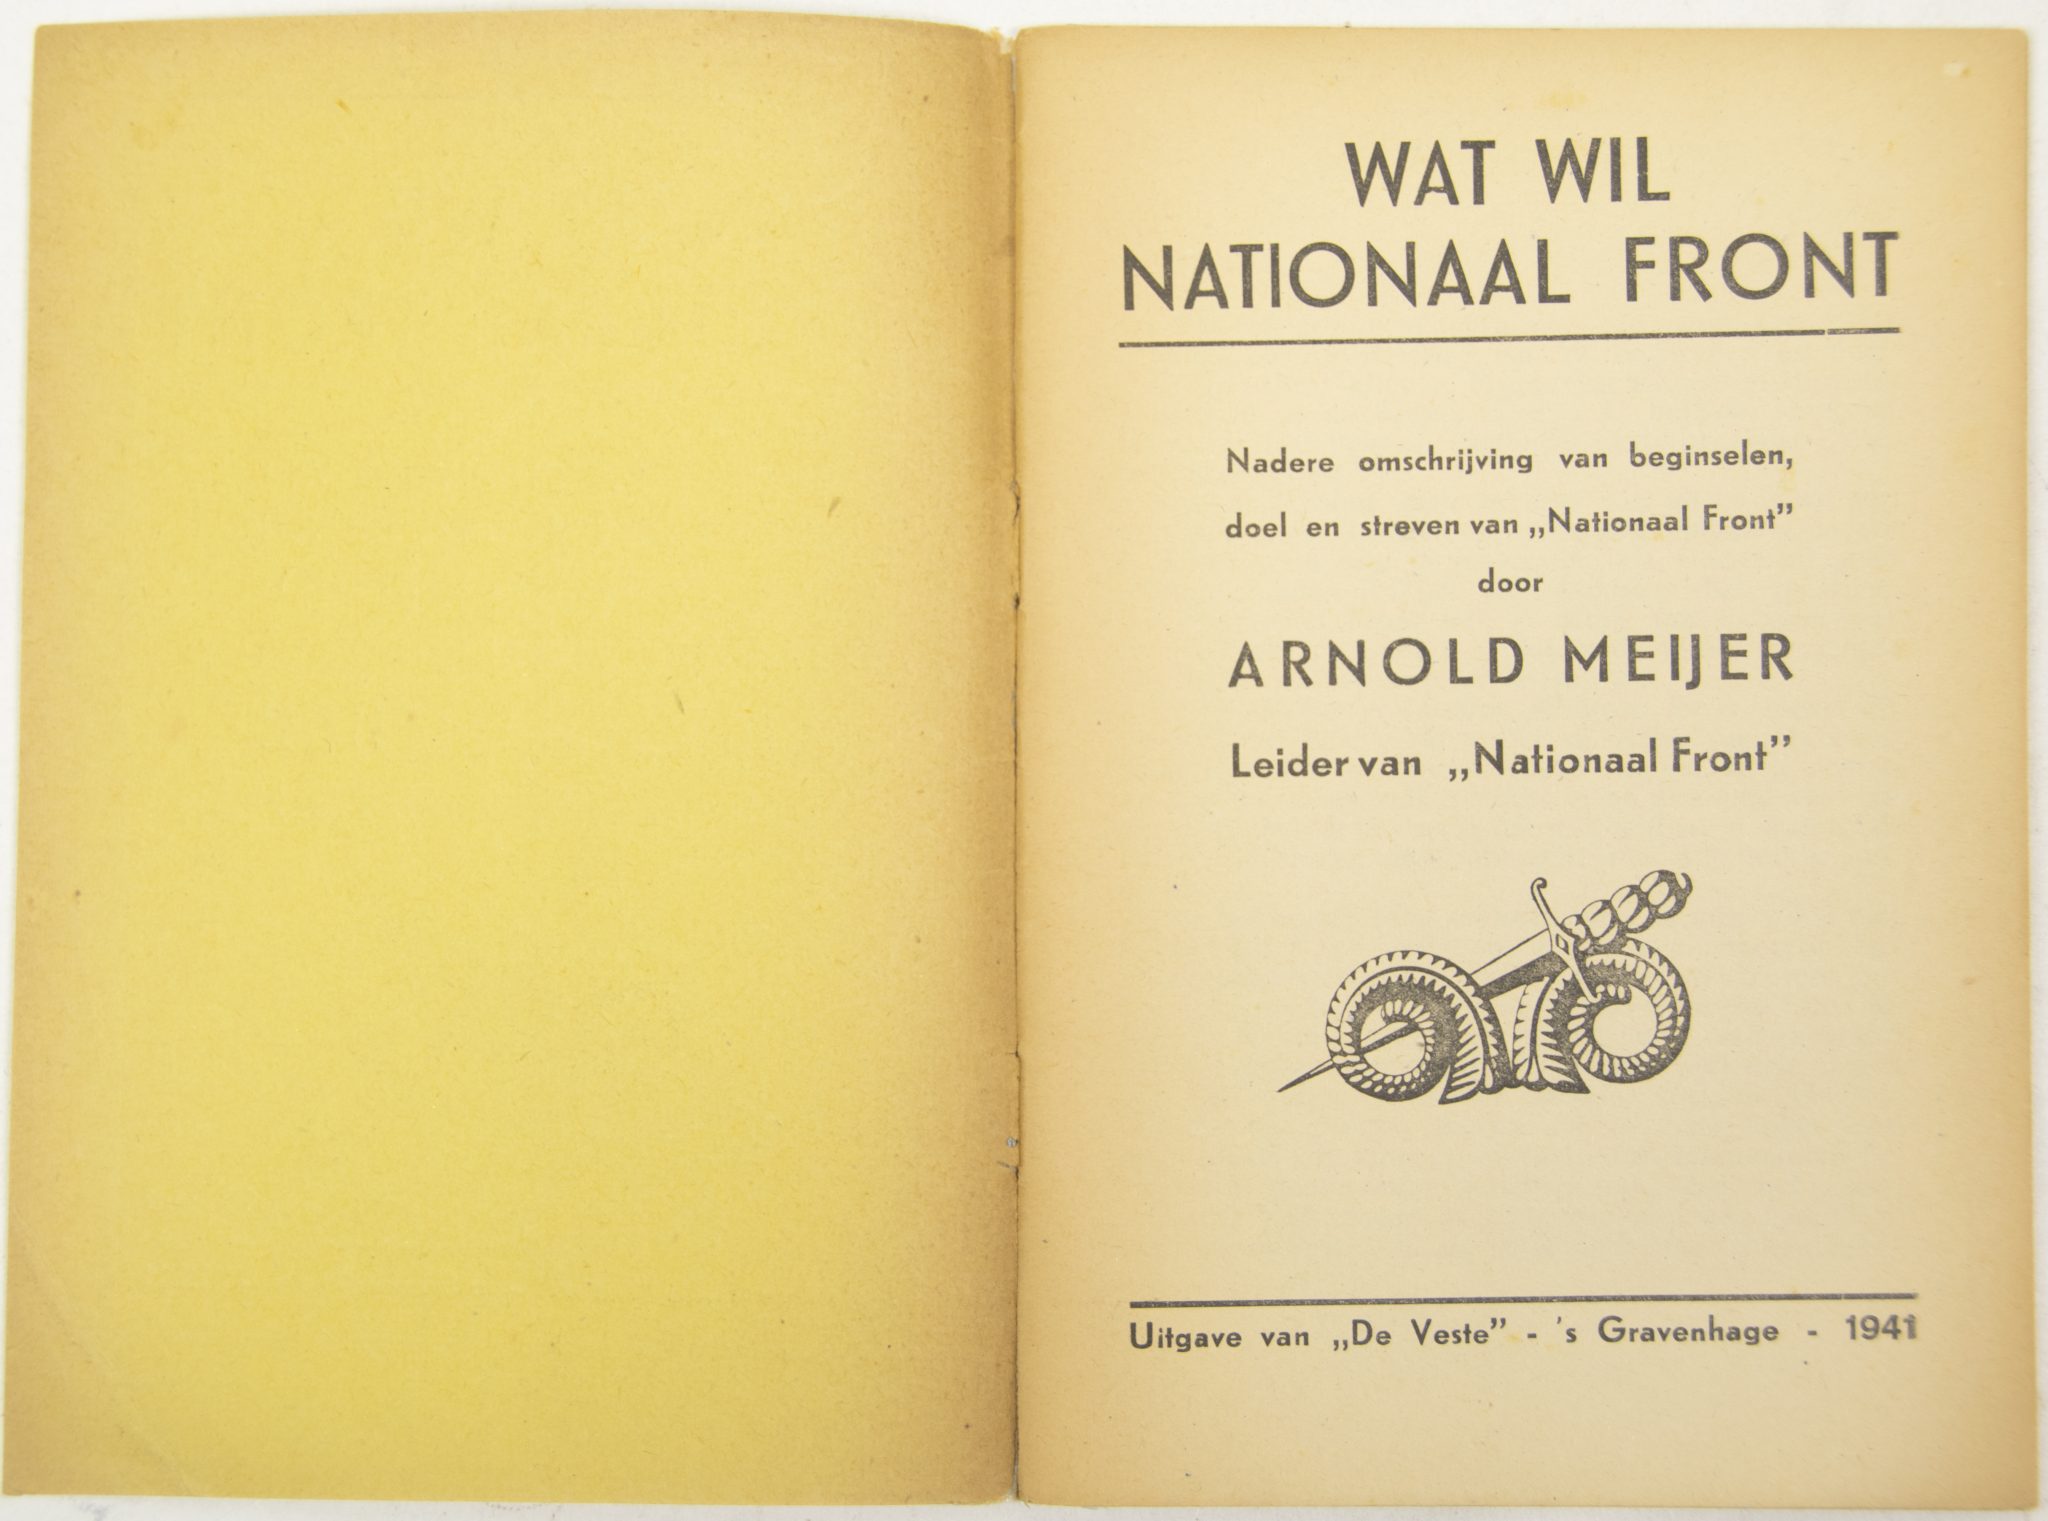 WAT WIL
NATIONAAL FRONT
Nadere omschrijving van beginselen,
doel en streven van „Nationaal Front”
door
ARNOLD MEIJER
Leider van „Nationaal Front”
Uitgave van „De Veste” - 's Gravenhage - 1941